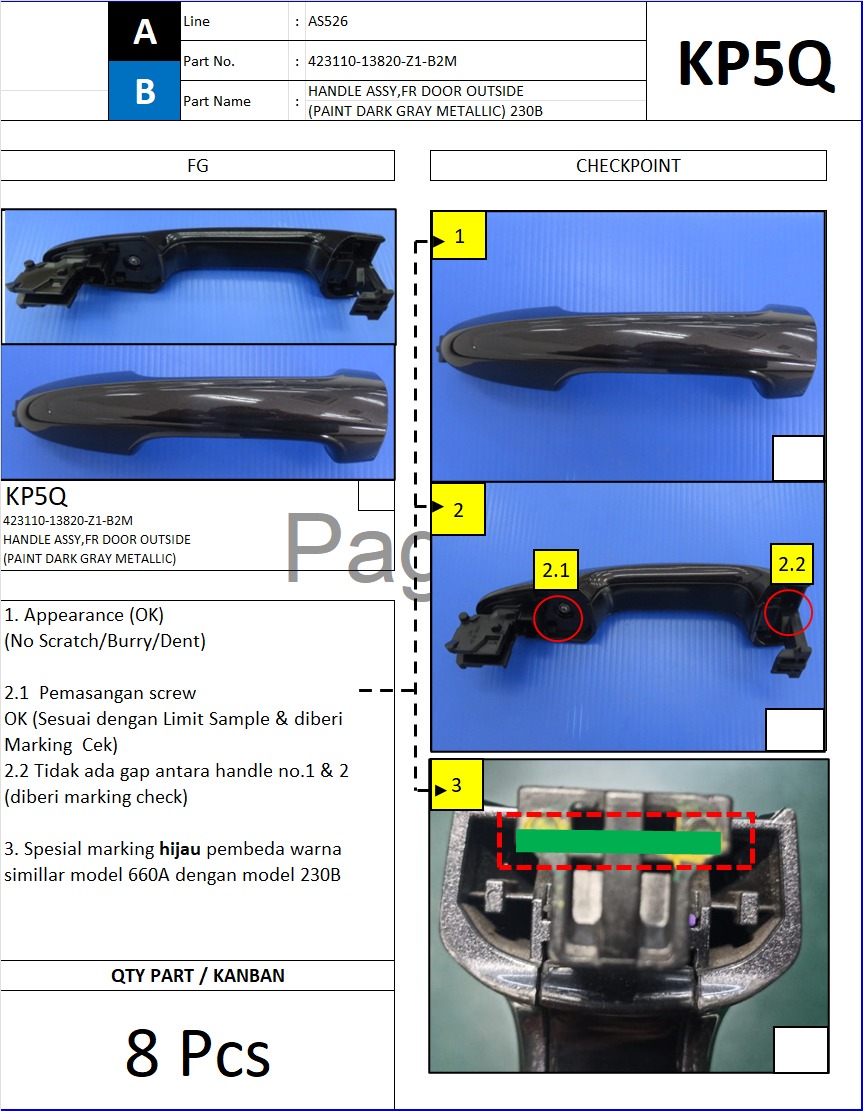 A
B
Line : AS526
Part No. : 423110-13820-Z1-B2M
Part Name : HANDLE ASSY,FR DOOR OUTSIDE
(PAINT DARK GRAY METALLIC) 230B
KP5Q
FG
CHECKPOINT
1
KP5Q
423110-13820-Z1-B2M
HANDLE ASSY,FR DOOR OUTSIDE
(PAINT DARK GRAY METALLIC)
2
2.1
2.2
1. Appearance (OK)
(No Scratch/Burry/Dent)
2.1 Pemasangan screw
OK (Sesuai dengan Limit Sample & diberi
Marking Cek)
2.2 Tidak ada gap antara handle no.1 & 2
(diberi marking check)
3. Spesial marking hijau pembeda warna
simillar model 660A dengan model 230B
3
QTY PART / KANBAN
8 Pcs